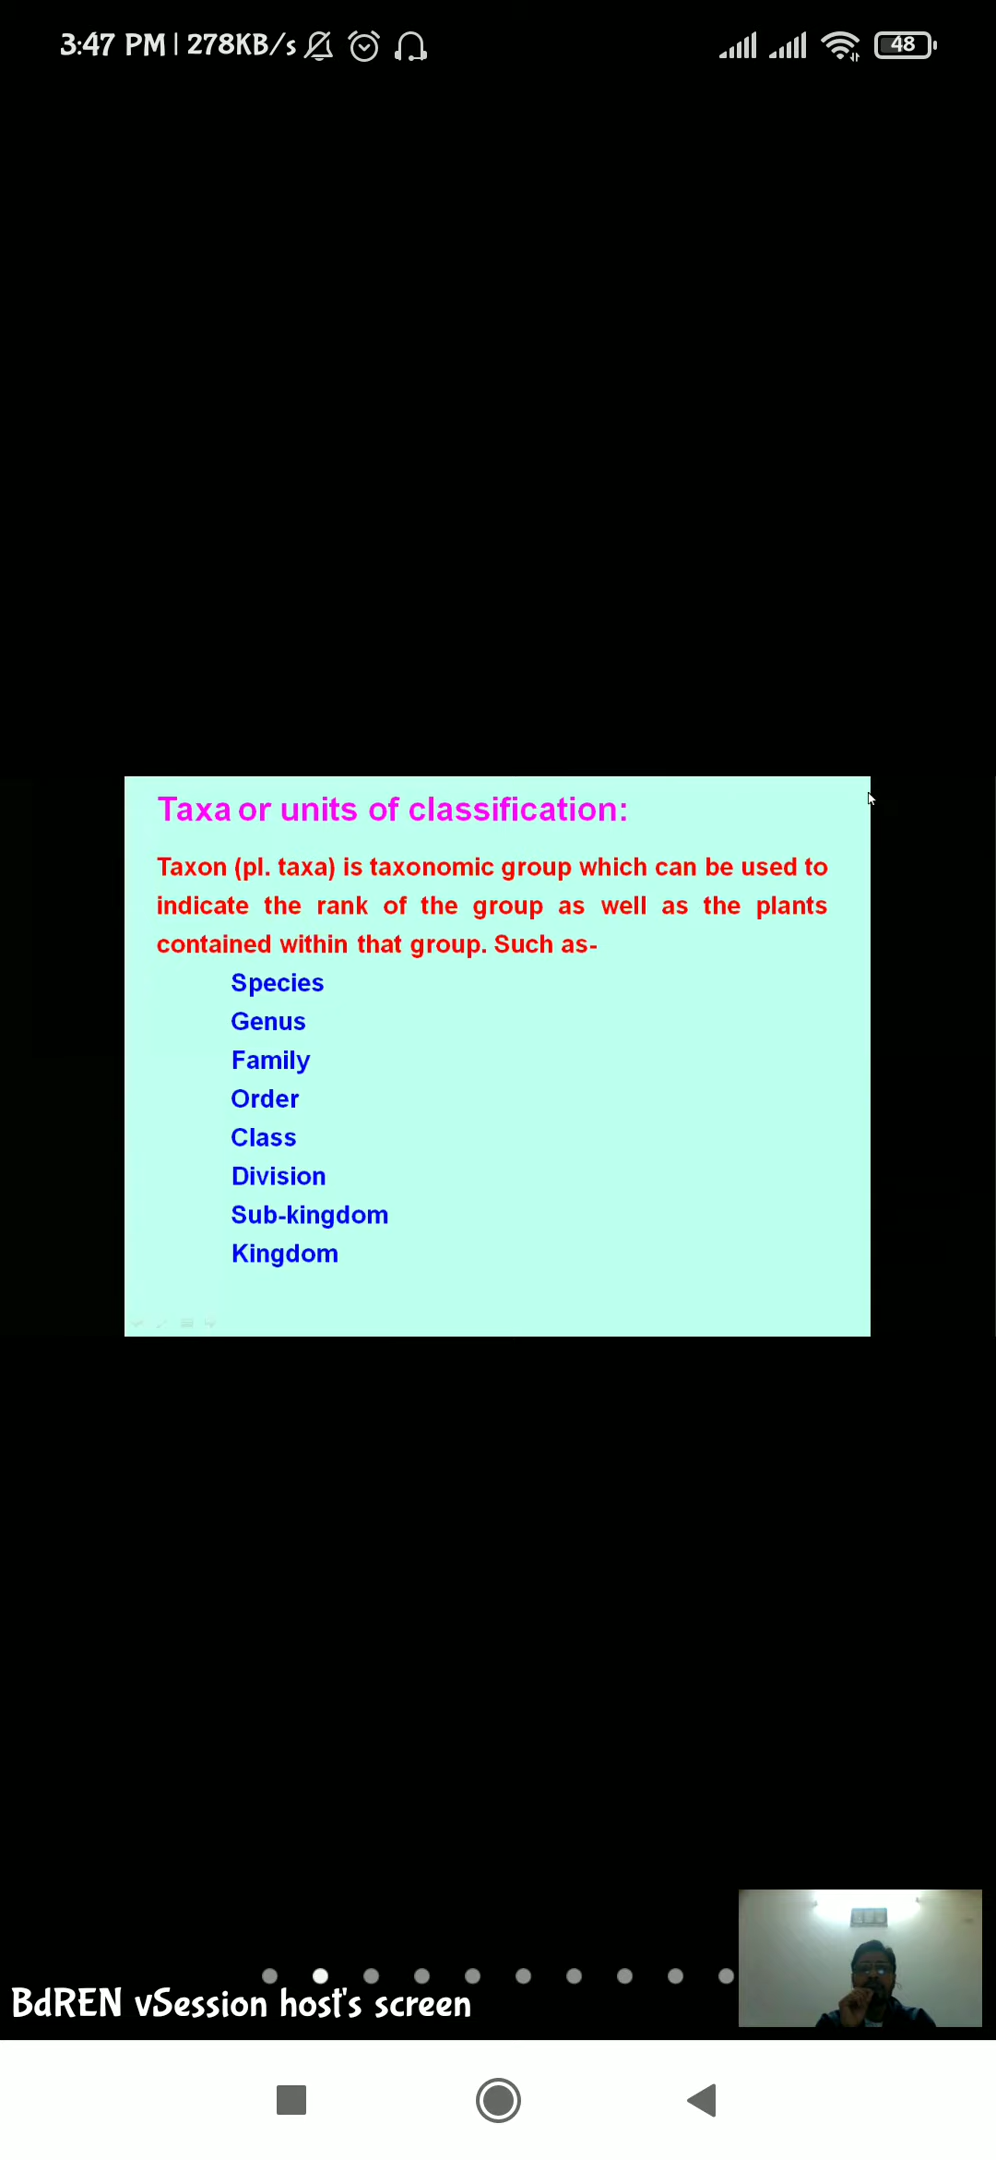 3:47 PM | 278KB/s
48
Taxa or units of classification:
Taxon (pl. taxa) is taxonomic group which can be used to
indicate the rank of the group as well as the plants
contained within that group. Such as-
Species
Genus
Family
Order
Class
Division
Sub-kingdom
Kingdom
BdREN vSession host's screen